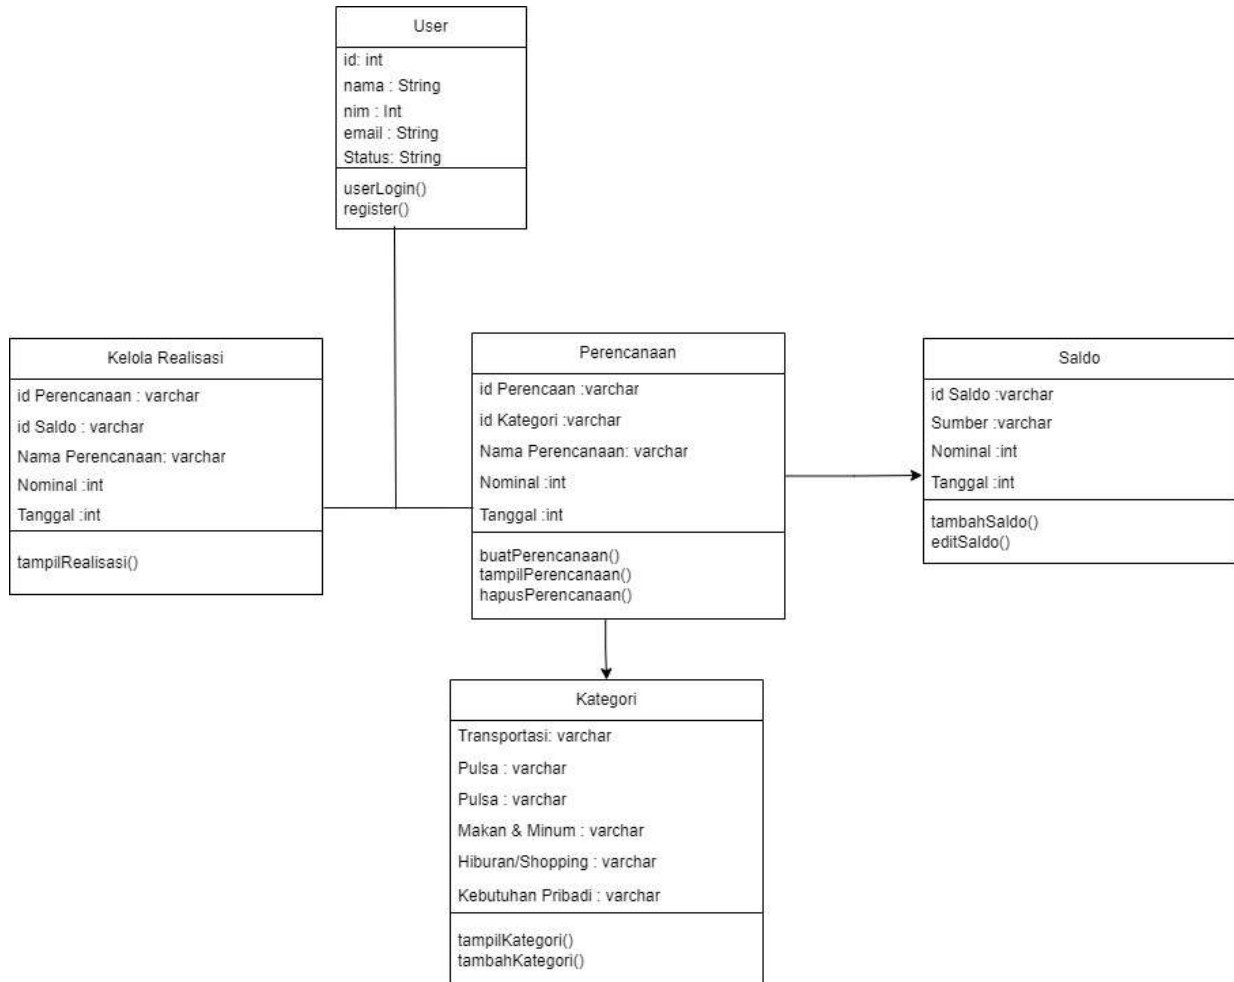 User
id: int
nama : String
nim : Int
email : String
Status: String
userLogin()
register()
Kelola Realisasi
id Perencanaan : varchar
id Saldo : varchar
Nama Perencanaan: varchar
Nominal :int
Tanggal :int
tampilRealisasi()
Perencanaan
id Perencaan :varchar
id Kategori :varchar
Nama Perencanaan: varchar
Nominal :int
Tanggal :int
buatPerencanaan()
tampilPerencanaan()
hapusPerencanaan()
Saldo
id Saldo :varchar
Sumber :varchar
Nominal :int
Tanggal :int
tambahSaldo()
editSaldo()
Kategori
Transportasi: varchar
Pulsa : varchar
Pulsa : varchar
Makan & Minum : varchar
Hiburan/Shopping : varchar
Kebutuhan Pribadi : varchar
tampilKategori()
tambahKategori()